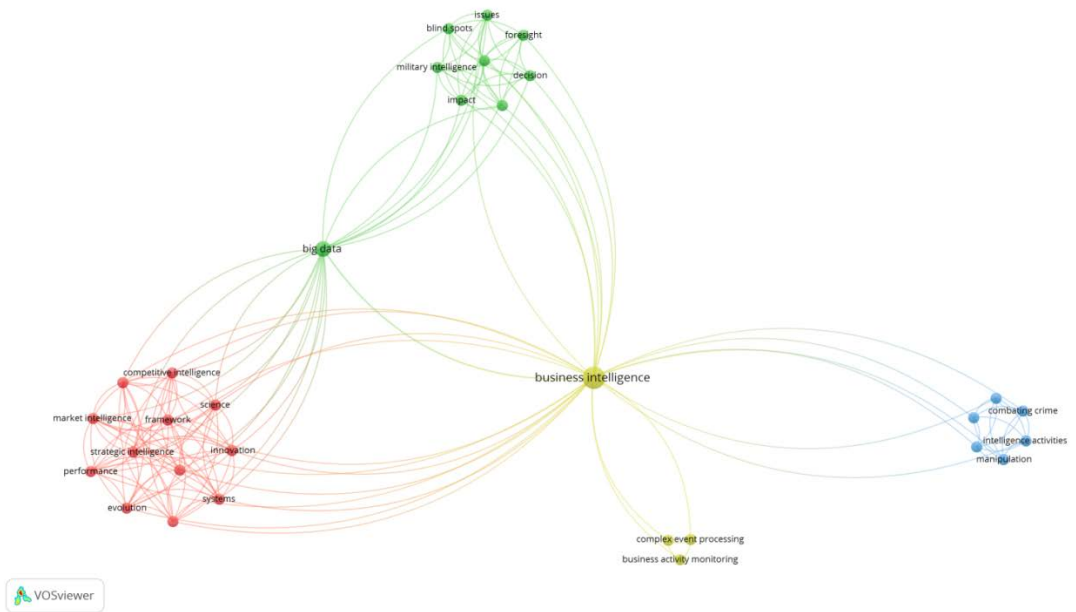 issues
blind spots
foresight
military intelligence
decision
impact
big data
business intelligence
competitive intelligence
science
market intelligence
framework
strategic intelligence
innovation
performance
systems
evolution
combating crime
intelligence activities
manipulation
complex event processing
business activity monitoring
VOSviewer